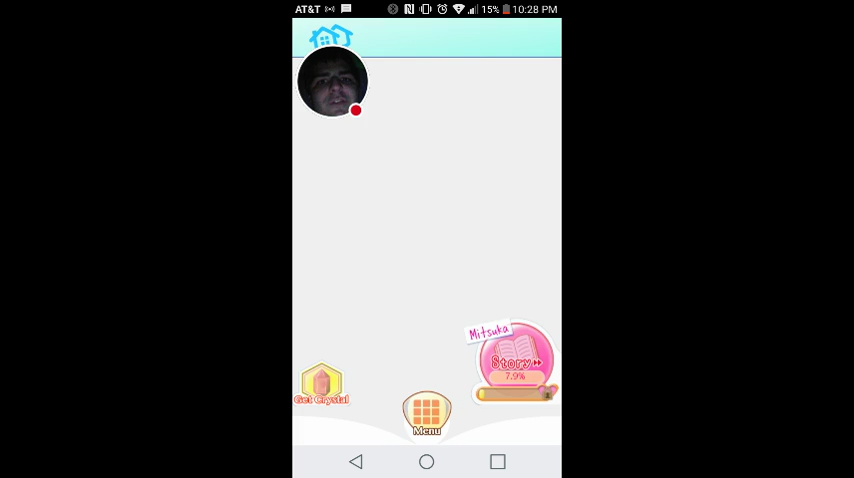 AT&T 15% 10:28 PM
Mitsuka
Story
7.9%
Get Crystal
Menu